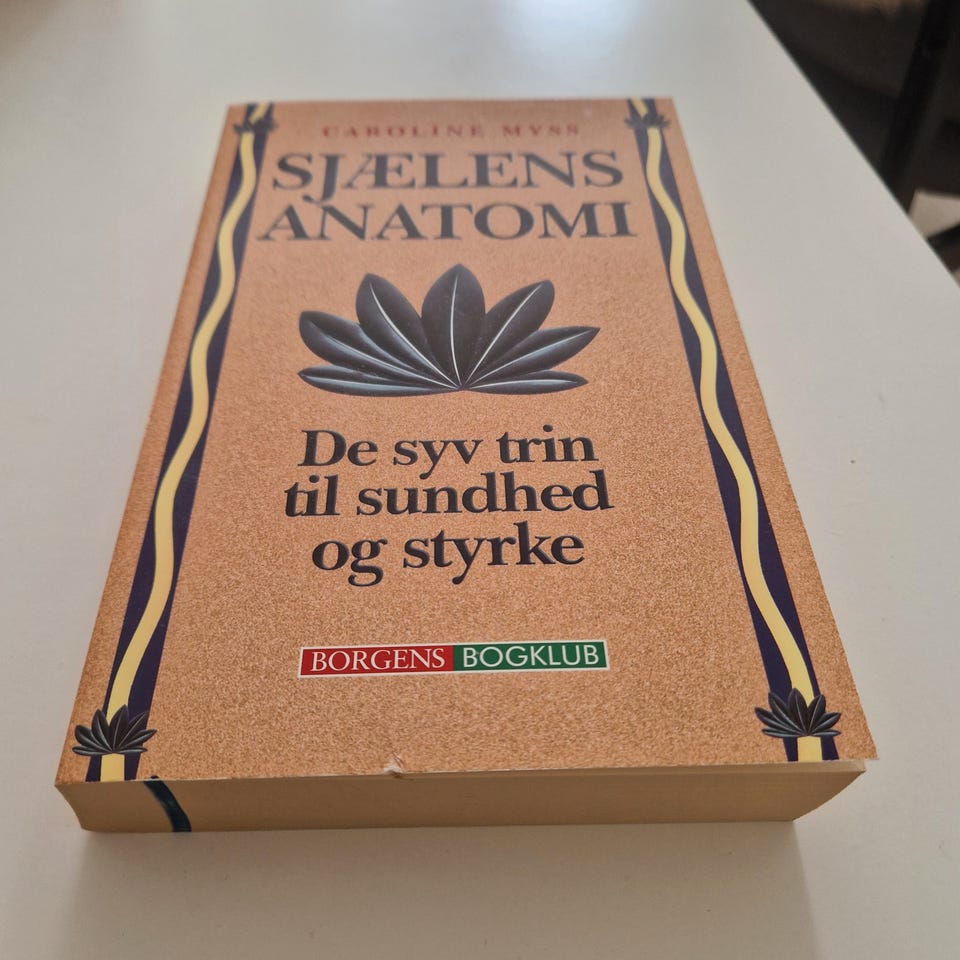 CAROLINE MYSS
SJÆLENS
ANATOMI
De syv trin
til sundhed
og styrke
BORGENS BOGKLUB